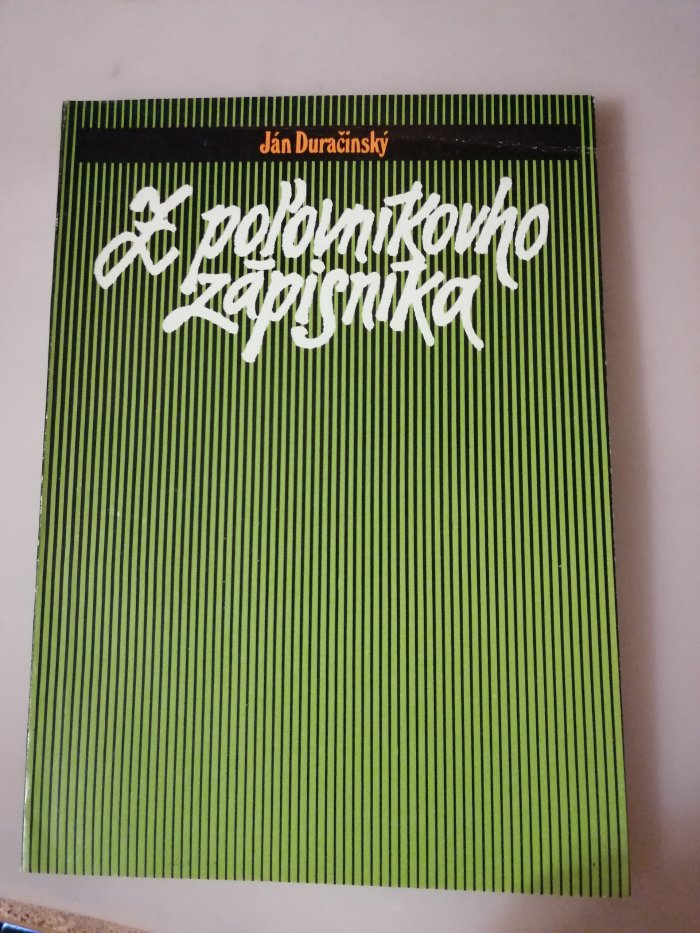 Ján Duračinský
Z poľovníkovho
zápisníka